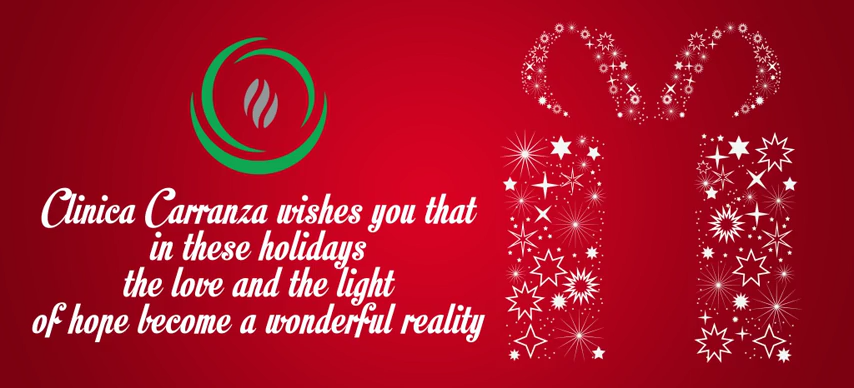 Clinica Carranza wishes you that
in these holidays
the love and the light
of hope become a wonderful reality